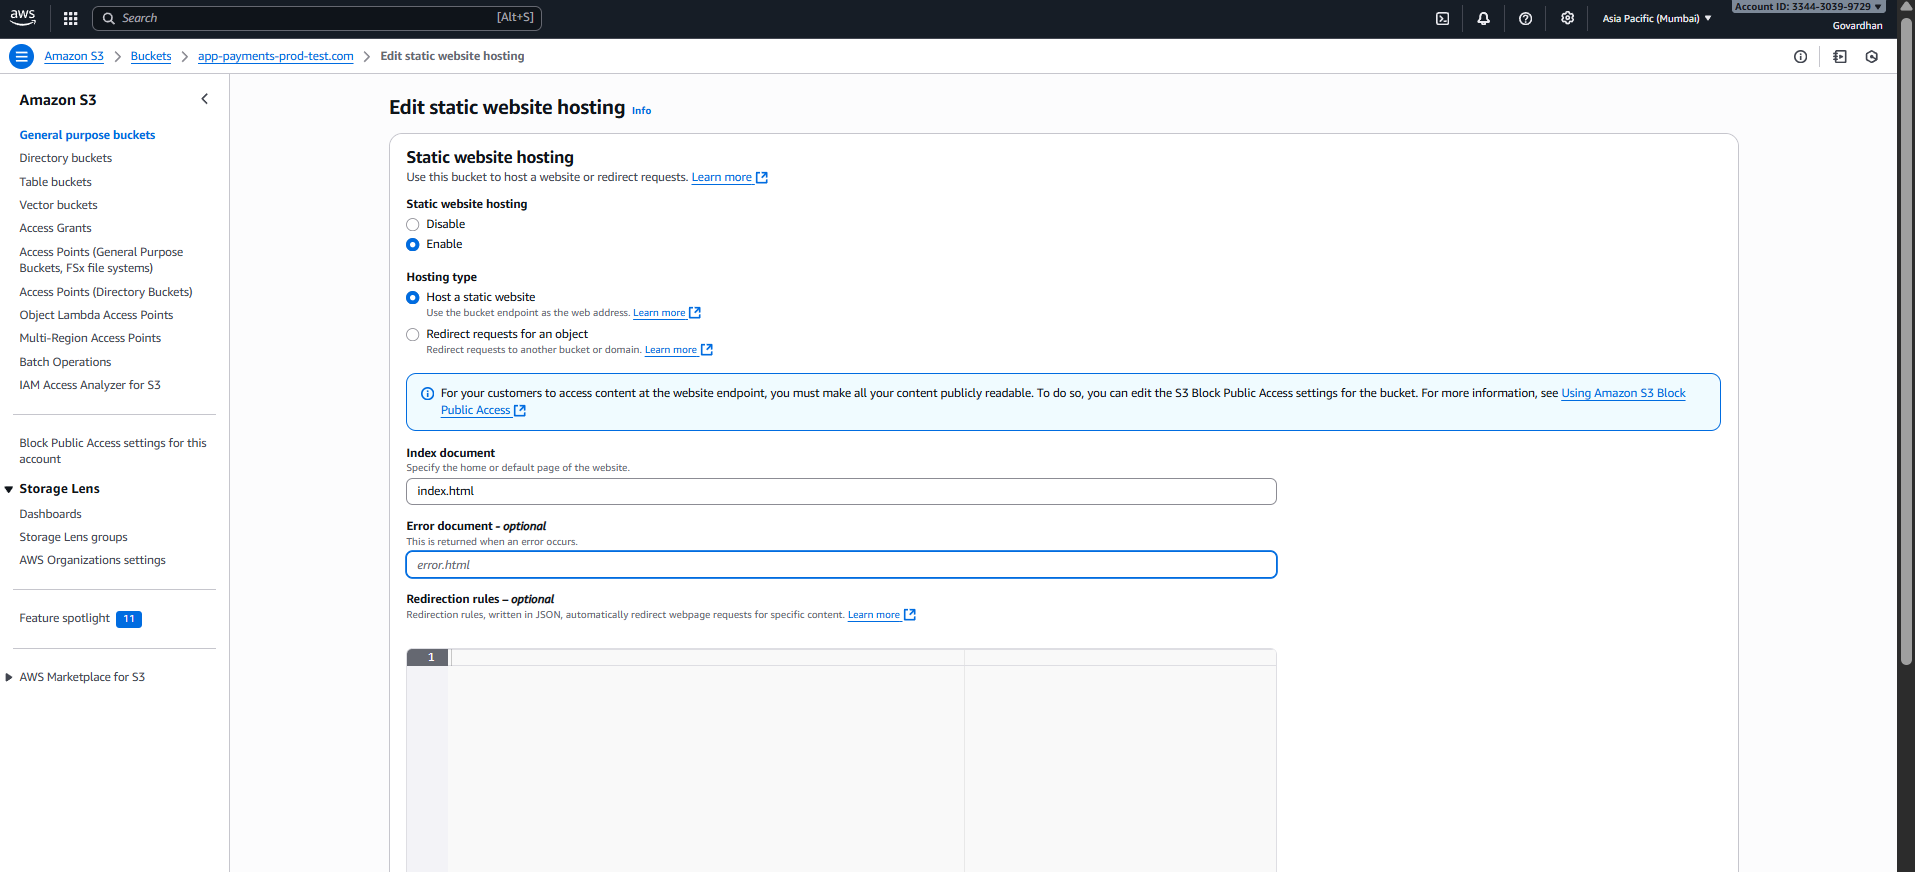 aws
Search
[Alt+S]
Asia Pacific (Mumbai)
Account ID: 3344-3039-9729
Govardhan
Amazon S3
Buckets
app-payments-prod-test.com
Edit static website hosting
Amazon S3
General purpose buckets
Directory buckets
Table buckets
Vector buckets
Access Grants
Access Points (General Purpose
Buckets, FSx file systems)
Access Points (Directory Buckets)
Object Lambda Access Points
Multi-Region Access Points
Batch Operations
IAM Access Analyzer for S3
Block Public Access settings for this
account
Storage Lens
Dashboards
Storage Lens groups
AWS Organizations settings
Feature spotlight 11
AWS Marketplace for S3
Edit static website hosting Info
Static website hosting
Use this bucket to host a website or redirect requests. Learn more
Static website hosting
Disable
Enable
Hosting type
Host a static website
Use the bucket endpoint as the web address. Learn more
Redirect requests for an object
Redirect requests to another bucket or domain. Learn more
For your customers to access content at the website endpoint, you must make all your content publicly readable. To do so, you can edit the S3 Block Public Access settings for the bucket. For more information, see Using Amazon S3 Block
Public Access
Index document
Specify the home or default page of the website.
index.html
Error document - optional
This is returned when an error occurs.
error.html
Redirection rules – optional
Redirection rules, written in JSON, automatically redirect webpage requests for specific content. Learn more
1